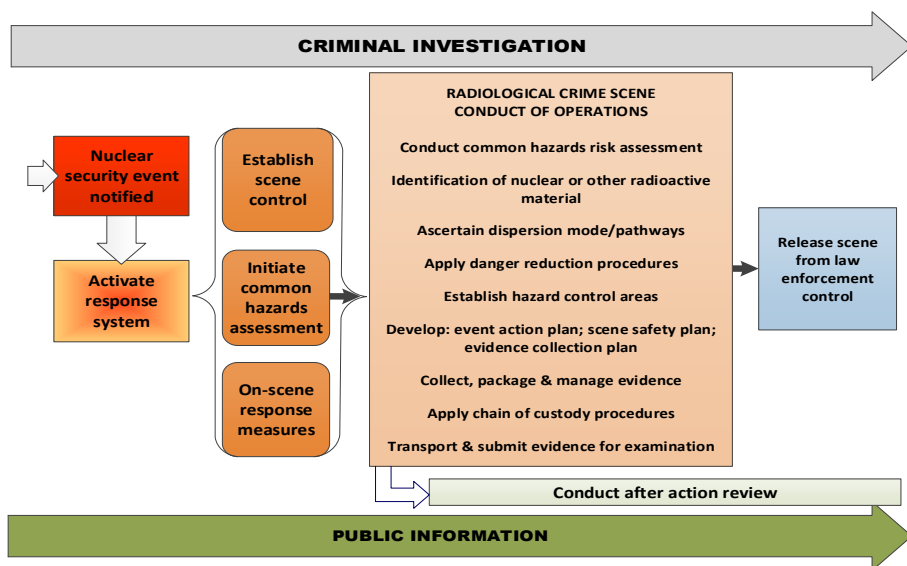 CRIMINAL INVESTIGATION
Nuclear
security event
notified
Activate
response
system
Establish
scene
control
Initiate
common
hazards
assessment
On-scene
response
measures
RADIOLOGICAL CRIME SCENE
CONDUCT OF OPERATIONS
Conduct common hazards risk assessment
Identification of nuclear or other radioactive
material
Ascertain dispersion mode/pathways
Apply danger reduction procedures
Establish hazard control areas
Develop: event action plan; scene safety plan;
evidence collection plan
Collect, package & manage evidence
Apply chain of custody procedures
Transport & submit evidence for examination
Release scene
from law
enforcement
control
Conduct after action review
PUBLIC INFORMATION